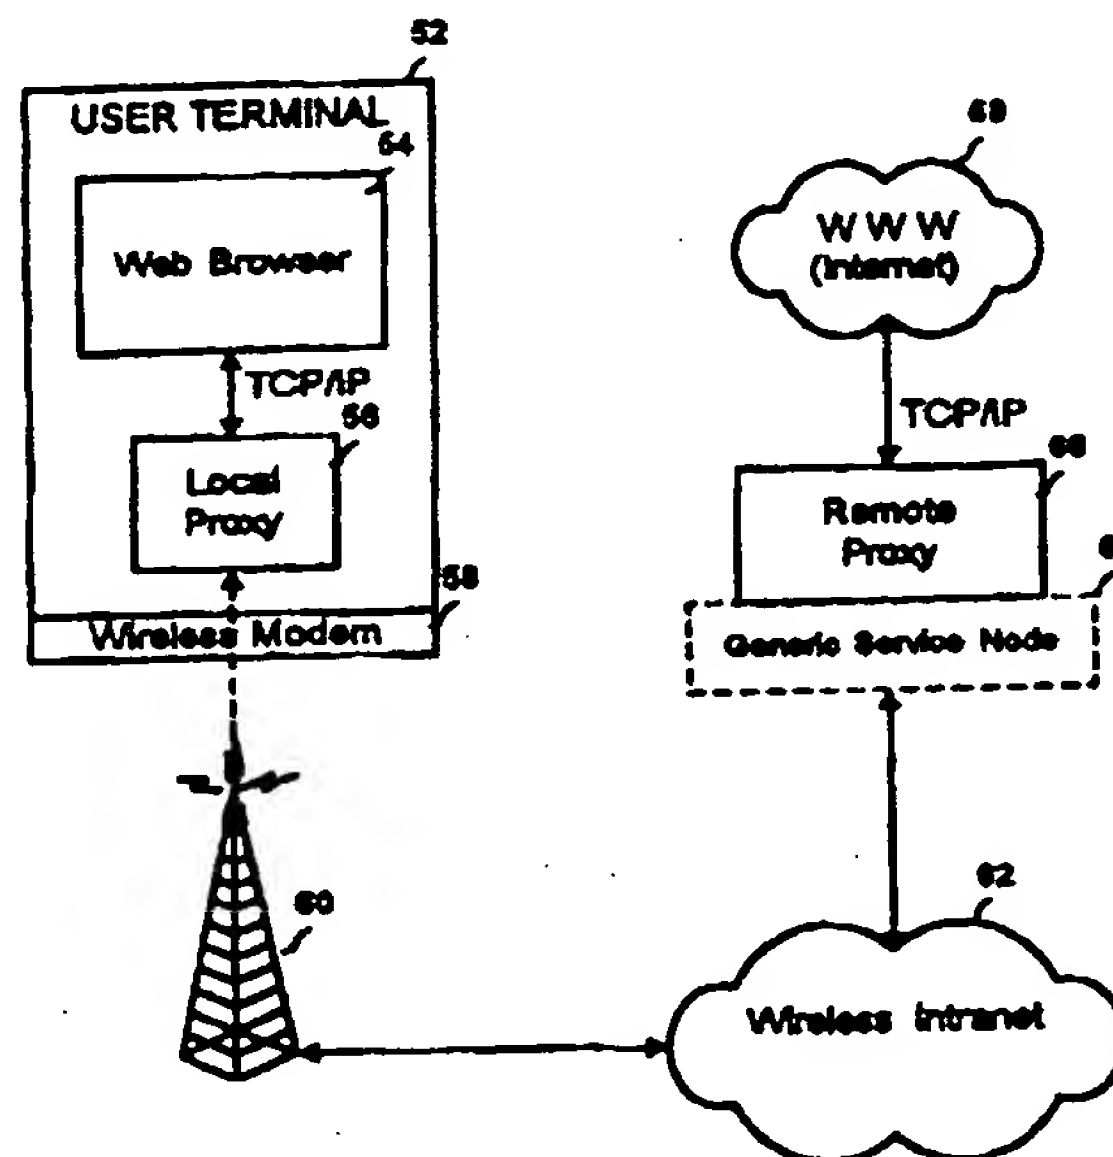 52
USER TERMINAL
54
Web Browser
TCP/IP
56
Local
Proxy
58
Wireless Modem
60
W W W
(Internet)
TCP/IP
66
Remote
Proxy
Generic Service Node
62
Wireless Intranet